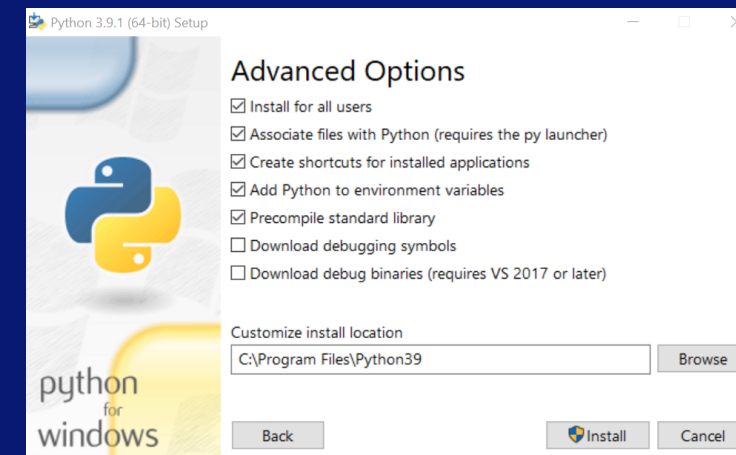 Python 3.9.1 (64-bit) Setup
Advanced Options
Install for all users
Associate files with Python (requires the py launcher)
Create shortcuts for installed applications
Add Python to environment variables
Precompile standard library
Download debugging symbols
Download debug binaries (requires VS 2017 or later)
Customize install location
C:\Program Files\Python39
Browse
python
for
windows
Back
Install
Cancel